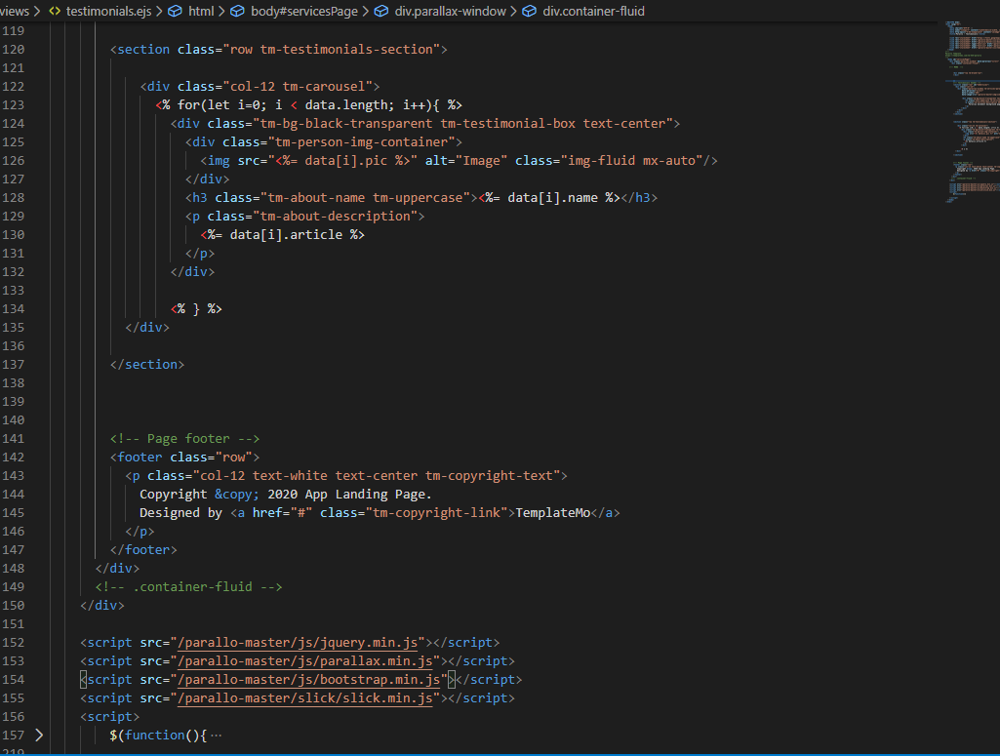 views > testimonials.ejs > html > body#servicesPage > div.parallax-window > div.container-fluid
119
120 <section class="row tm-testimonials-section">
121
122 <div class="col-12 tm-carousel">
123 <% for(let i=0; i < data.length; i++){ %>
124 <div class="tm-bg-black-transparent tm-testimonial-box text-center">
125 <div class="tm-person-img-container">
126 <img src="<%= data[i].pic %>" alt="Image" class="img-fluid mx-auto"/>
127 </div>
128 <h3 class="tm-about-name tm-uppercase"><%= data[i].name %></h3>
129 <p class="tm-about-description">
130 <%= data[i].article %>
131 </p>
132 </div>
133
134 <% } %>
135 </div>
136
137 </section>
138
139
140
141 <!-- Page footer -->
142 <footer class="row">
143 <p class="col-12 text-white text-center tm-copyright-text">
144 Copyright &copy; 2020 App Landing Page.
145 Designed by <a href="#" class="tm-copyright-link">TemplateMo</a>
146 </p>
147 </footer>
148 </div>
149 <!-- .container-fluid -->
150 </div>
151
152 <script src="/parallo-master/js/jquery.min.js"></script>
153 <script src="/parallo-master/js/parallax.min.js"></script>
154 <script src="/parallo-master/js/bootstrap.min.js"></script>
155 <script src="/parallo-master/slick/slick.min.js"></script>
156 <script>
157 > $(function(){ ···
219